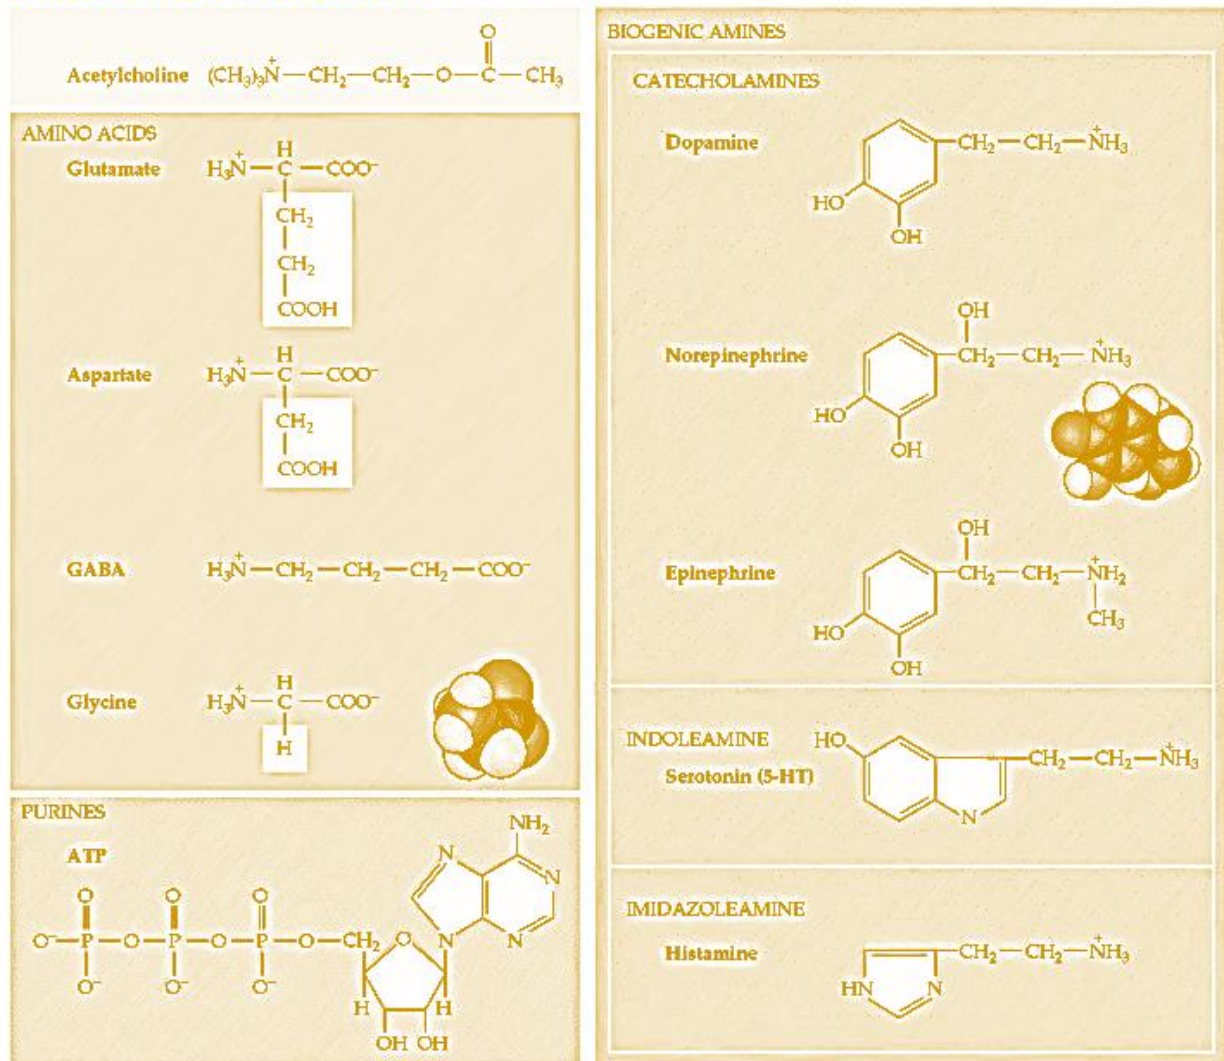 Acetylcholine (CH₃)₃N⁺—CH₂—CH₂—O—C—CH₃
O
AMINO ACIDS
Glutamate
H
H₃N⁺—C—COO⁻
CH₂
CH₂
COOH
Aspartate
H
H₃N⁺—C—COO⁻
CH₂
COOH
GABA H₃N⁺—CH₂—CH₂—CH₂—COO⁻
Glycine
H
H₃N⁺—C—COO⁻
H
PURINES
ATP
NH₂
N
N
N
N
O O O
O⁻—P—O—P—O—P—O—CH₂ O
O⁻ O⁻ O⁻
H H
OH OH
BIOGENIC AMINES
CATECHOLAMINES
Dopamine
CH₂—CH₂—N⁺H₃
HO
OH
Norepinephrine
OH
CH₂—CH₂—N⁺H₃
HO
OH
Epinephrine
OH
CH₂—CH₂—N⁺H₂
CH₃
HO
OH
INDOLEAMINE
Serotonin (5-HT)
HO
CH₂—CH₂—N⁺H₃
N
IMIDAZOLEAMINE
Histamine
CH₂—CH₂—N⁺H₃
HN N